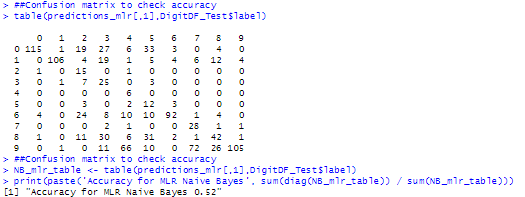 > ##Confusion matrix to check accuracy
> table(predictions_mlr[,1],DigitDF_Test$label)
    0   1   2   3   4   5   6   7   8   9
0 115   1  19  27   6  33   3   0   4   0
1   0 106   4  19   1   5   4   6  12   4
2   1   0  15   0   1   0   0   0   0   0
3   0   1   7  25   0   3   0   0   0   0
4   0   0   0   0   6   0   0   0   0   0
5   0   0   3   0   2  12   3   0   0   0
6   4   0  24   8  10  10  92   1   4   0
7   0   0   0   2   1   0   0  28   1   1
8   1   0  11  30   6  31   2   1  42   1
9   0   1   0  11  66  10   0  72  26 105
> ##Confusion matrix to check accuracy
> NB_mlr_table <- table(predictions_mlr[,1],DigitDF_Test$label)
> print(paste('Accuracy for MLR Naive Bayes', sum(diag(NB_mlr_table)) / sum(NB_mlr_table)))
[1] "Accuracy for MLR Naive Bayes 0.52"